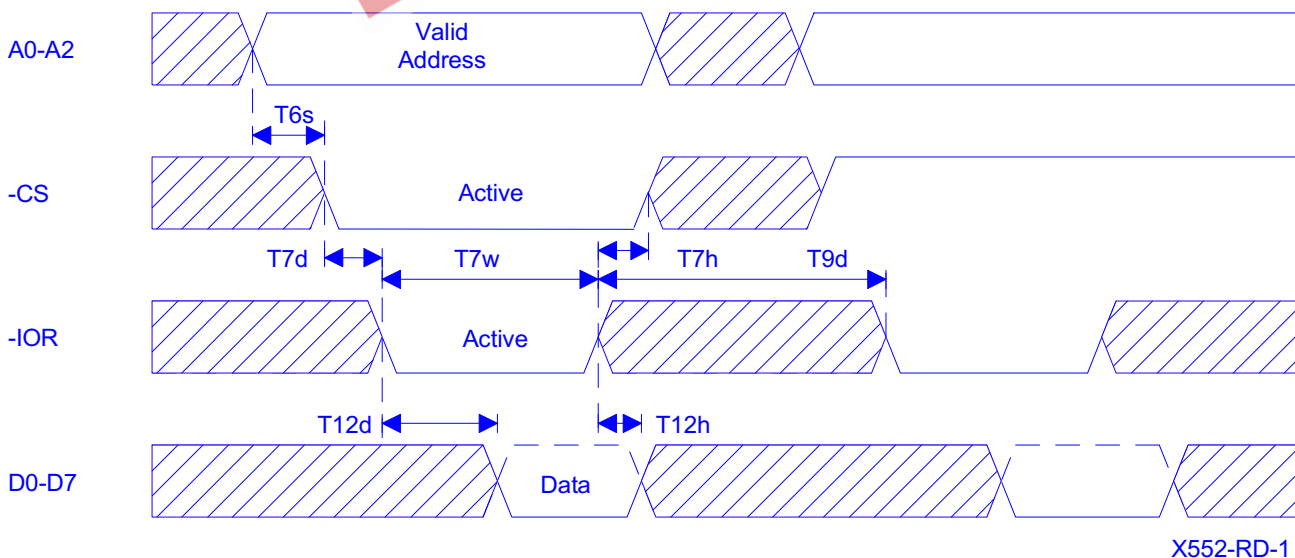 A0-A2
Valid
Address
T6s
-CS
Active
T7d
T7w
T7h
T9d
-IOR
Active
T12d
T12h
D0-D7
Data
X552-RD-1